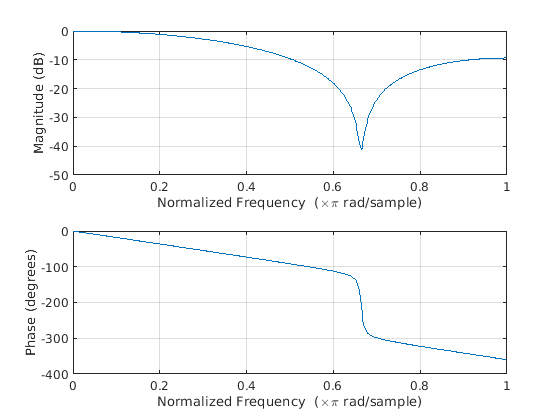 0
-10
-20
-30
-40
-50
Magnitude (dB)
0 0.2 0.4 0.6 0.8 1
Normalized Frequency (×π rad/sample)
0
-100
-200
-300
-400
Phase (degrees)
0 0.2 0.4 0.6 0.8 1
Normalized Frequency (×π rad/sample)